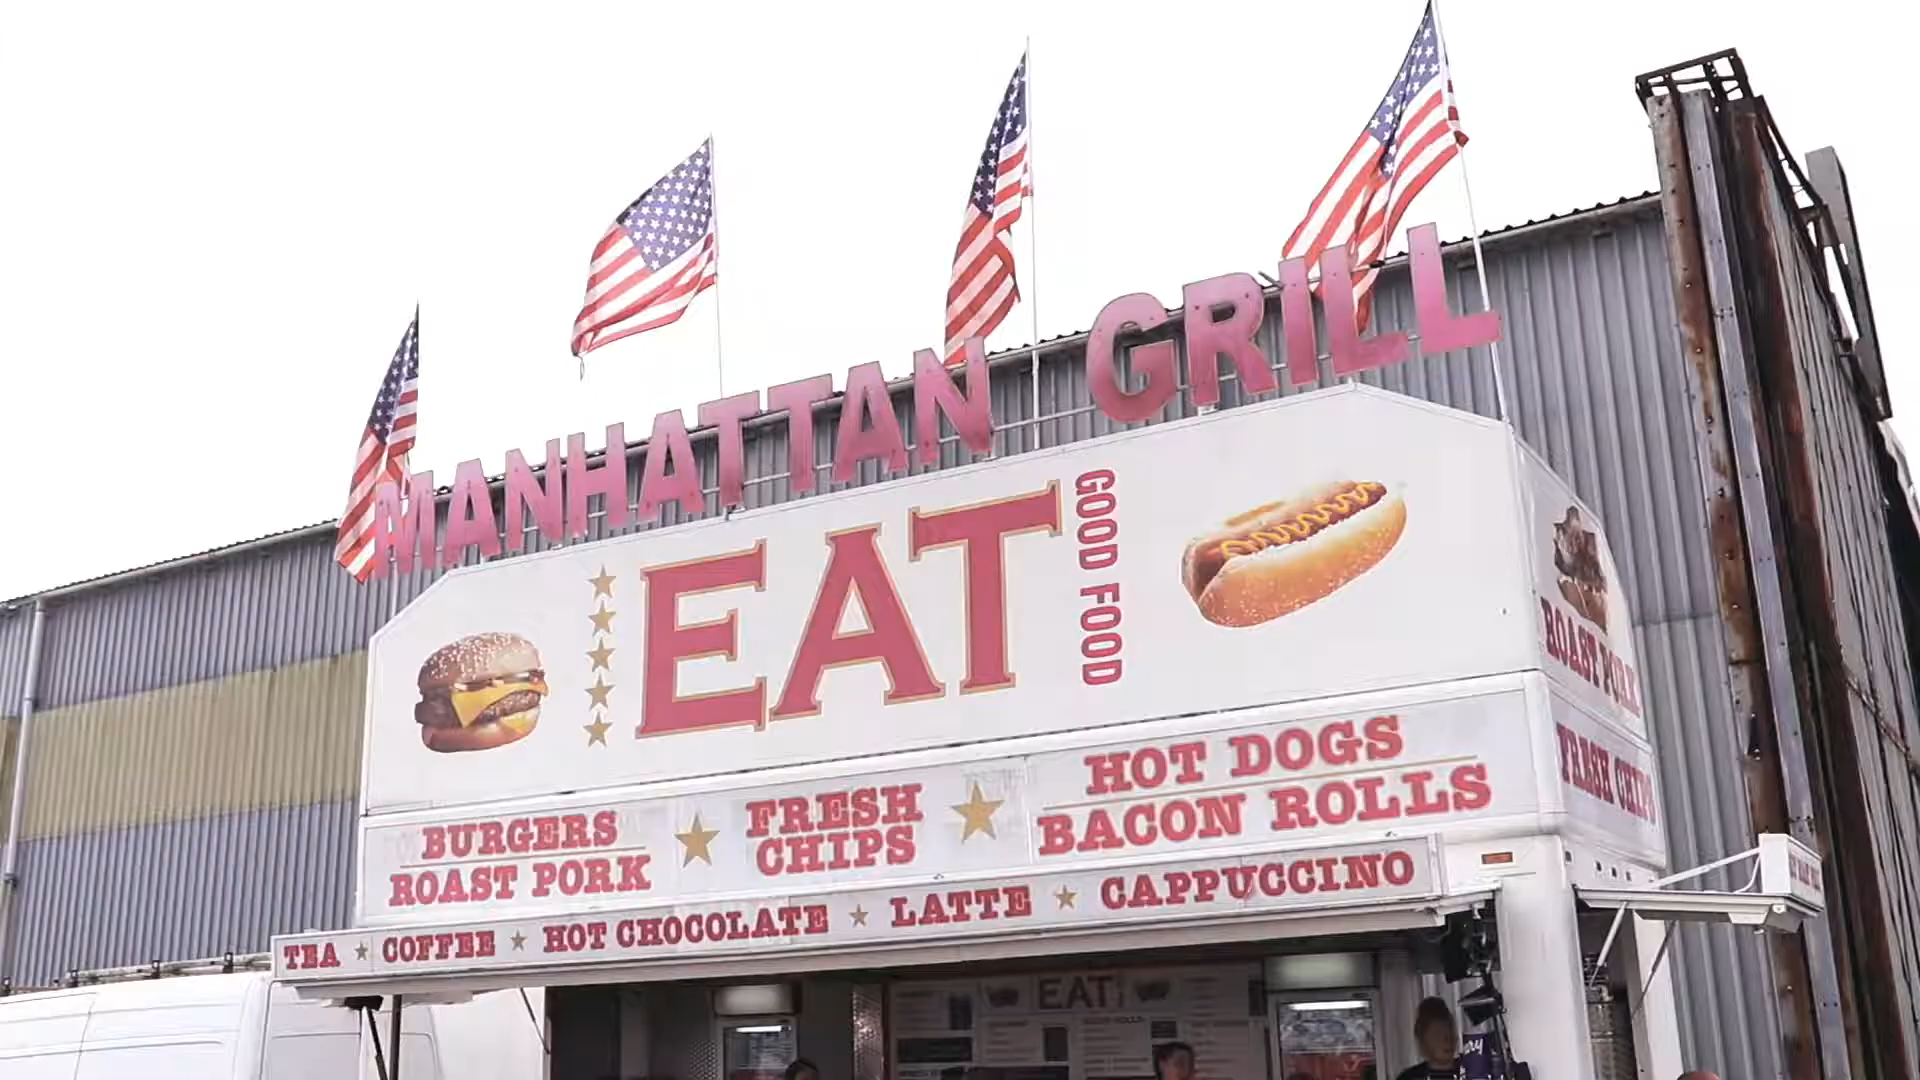 MANHATTAN GRILL
EAT
GOOD FOOD
BURGERS
ROAST PORK
FRESH
CHIPS
HOT DOGS
BACON ROLLS
TEA ★ COFFEE ★ HOT CHOCOLATE ★ LATTE ★ CAPPUCCINO
ROAST PORK
FRESH CHIPS
EAT